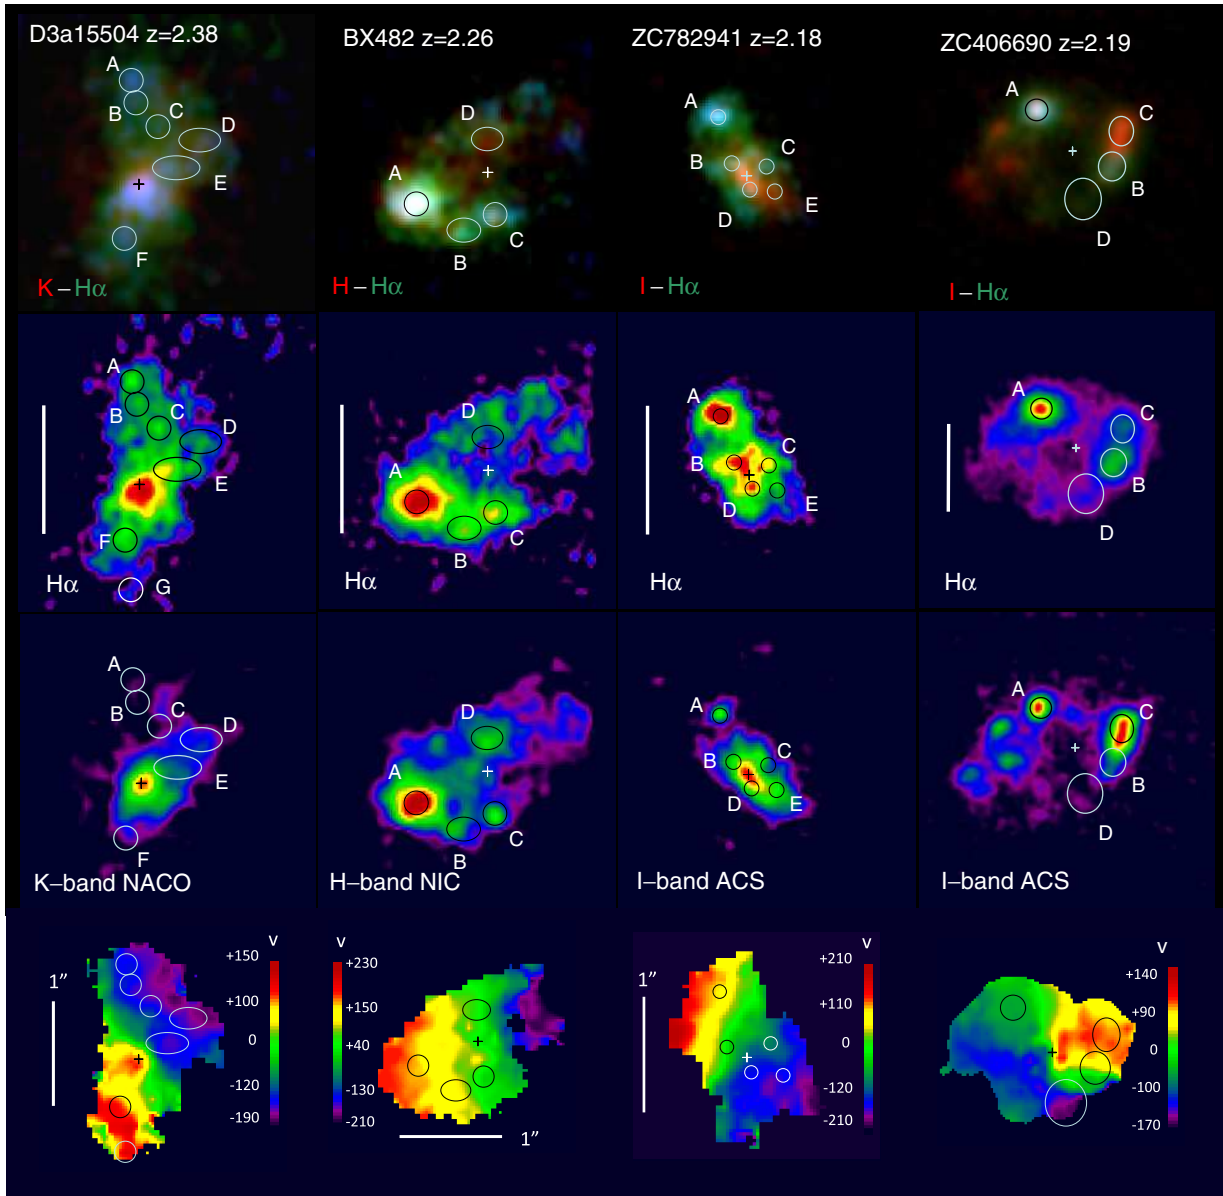 D3a15504 z=2.38
A
B
C
D
E
F
K–Hα
BX482 z=2.26
D
A
C
B
H–Hα
ZC782941 z=2.18
A
B
C
D
E
I–Hα
ZC406690 z=2.19
A
C
B
D
I–Hα
A
B
C
D
E
F
G
Hα
D
A
C
B
Hα
A
B
C
D
E
Hα
A
C
B
D
Hα
A
B
C
D
E
F
K–band NACO
D
A
C
B
H–band NIC
A
B
C
D
E
I–band ACS
A
C
B
D
I–band ACS
1”
v
+150
+100
0
-120
-190
v
+230
+150
+40
-130
-210
1”
1”
v
+210
+110
0
-120
-210
v
+140
+90
0
-100
-170